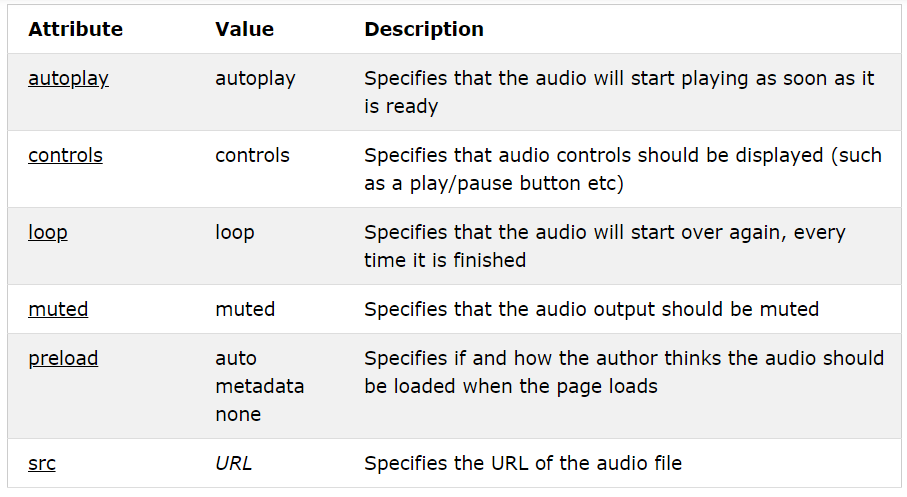 Attribute Value Description
autoplay autoplay Specifies that the audio will start playing as soon as it
is ready
controls controls Specifies that audio controls should be displayed (such
as a play/pause button etc)
loop loop Specifies that the audio will start over again, every
time it is finished
muted muted Specifies that the audio output should be muted
preload auto Specifies if and how the author thinks the audio should
metadata be loaded when the page loads
none
src URL Specifies the URL of the audio file